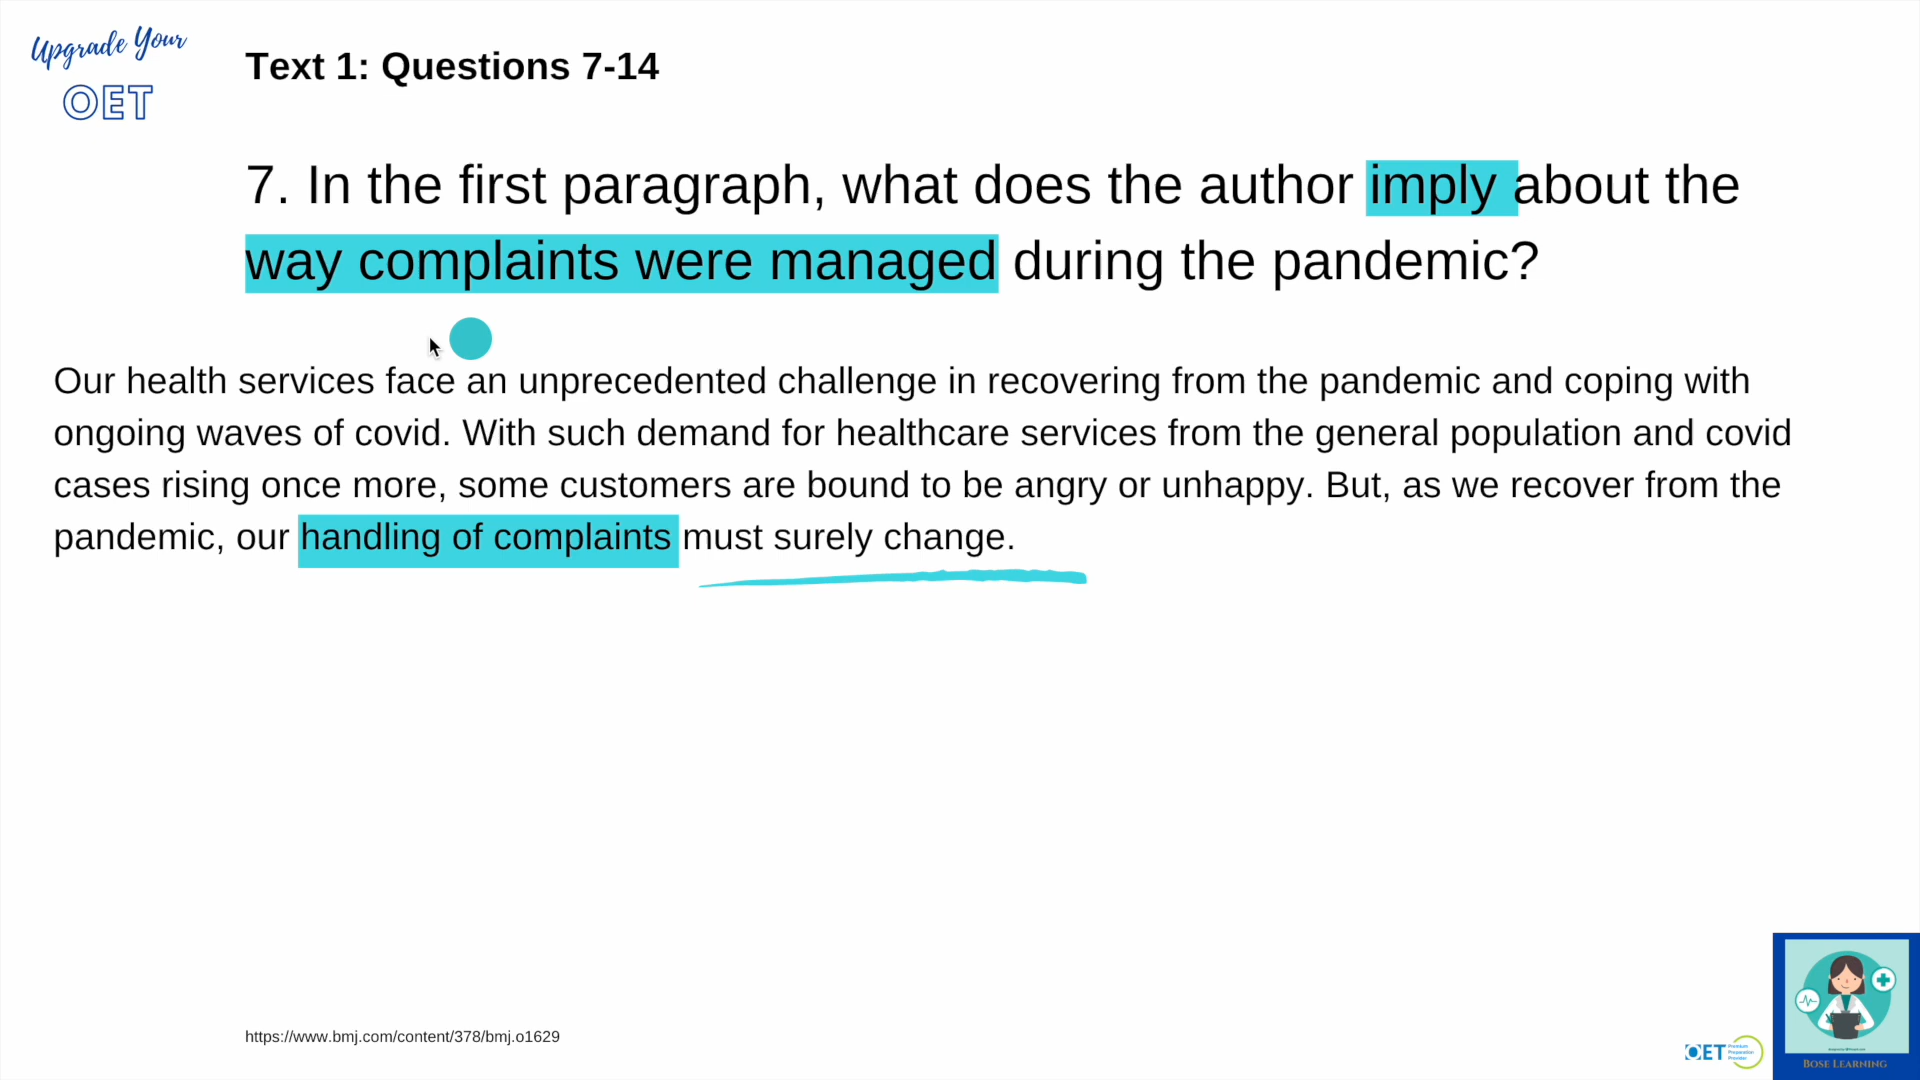 Upgrade Your
OET
Text 1: Questions 7-14
7. In the first paragraph, what does the author imply about the
way complaints were managed during the pandemic?
Our health services face an unprecedented challenge in recovering from the pandemic and coping with
ongoing waves of covid. With such demand for healthcare services from the general population and covid
cases rising once more, some customers are bound to be angry or unhappy. But, as we recover from the
pandemic, our handling of complaints must surely change.
https://www.bmj.com/content/378/bmj.o1629
OET
Premium
Preparation
Provider
BOSE LEARNING